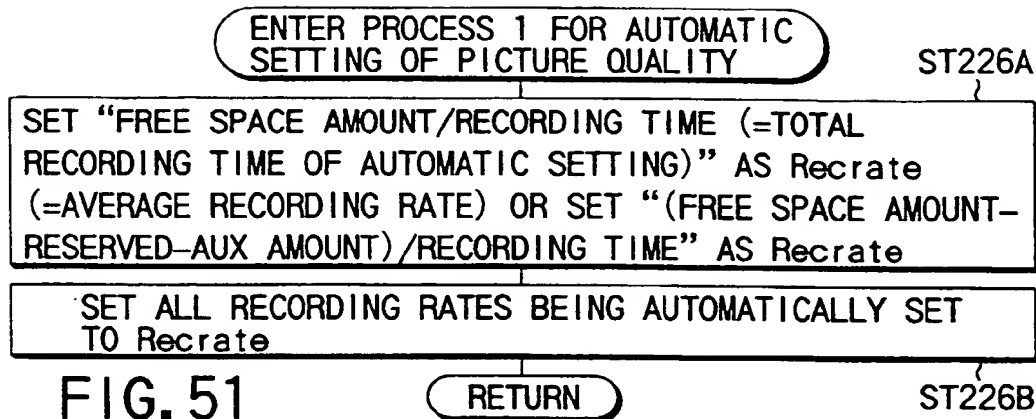 ENTER PROCESS 1 FOR AUTOMATIC
SETTING OF PICTURE QUALITY
ST226A
SET “FREE SPACE AMOUNT/RECORDING TIME (=TOTAL
RECORDING TIME OF AUTOMATIC SETTING)” AS Recrate
(=AVERAGE RECORDING RATE) OR SET “(FREE SPACE AMOUNT–
RESERVED–AUX AMOUNT)/RECORDING TIME” AS Recrate
SET ALL RECORDING RATES BEING AUTOMATICALLY SET
TO Recrate
ST226B
RETURN
FIG. 51